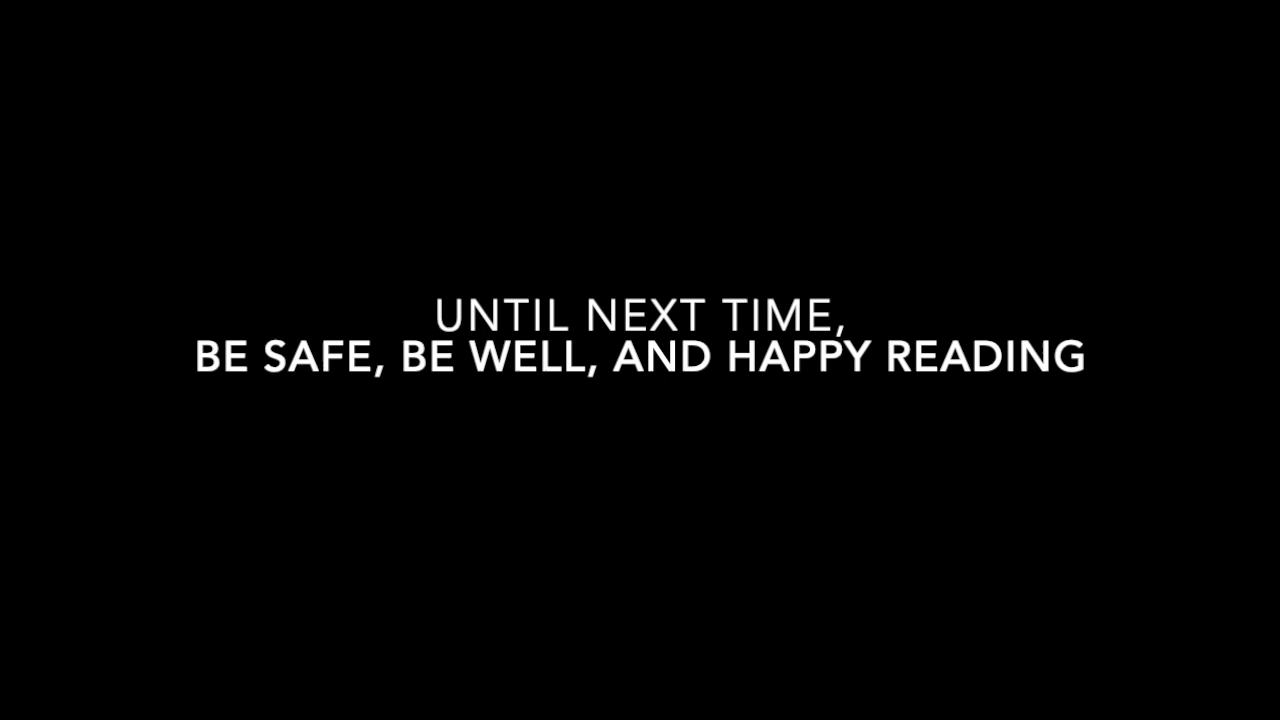 UNTIL NEXT TIME,
BE SAFE, BE WELL, AND HAPPY READING